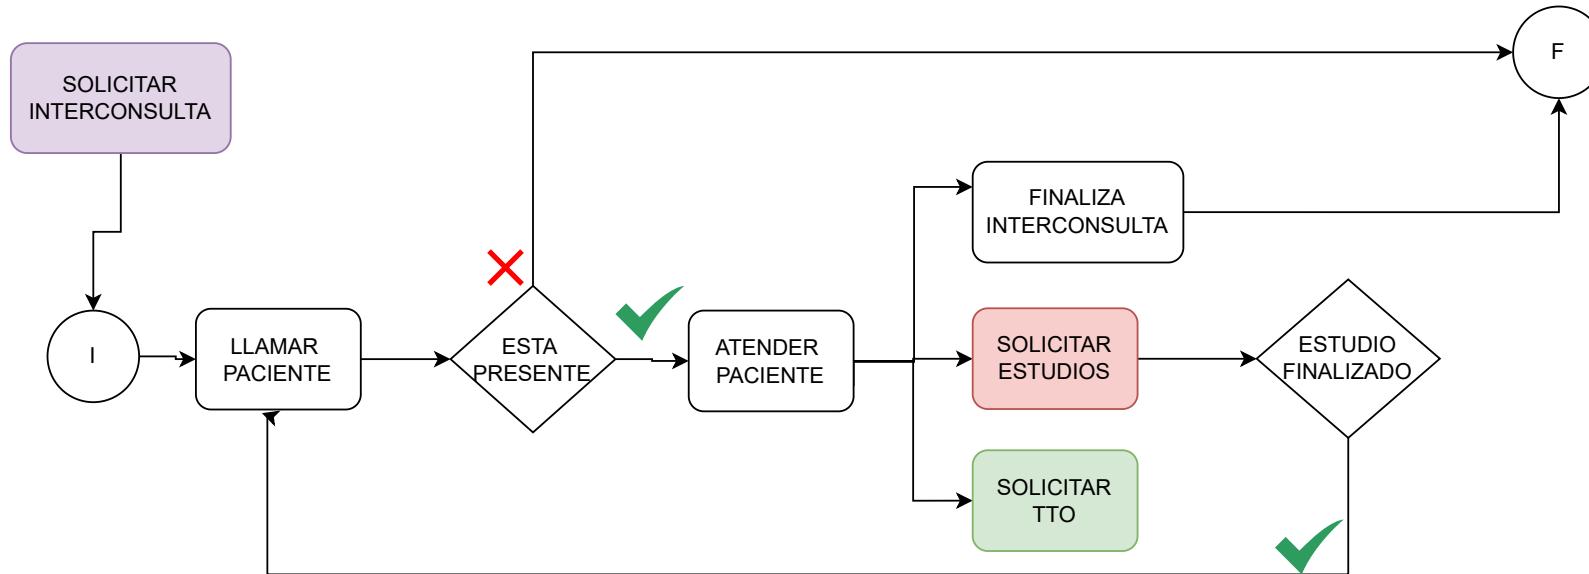 SOLICITAR
INTERCONSULTA
F
FINALIZA
INTERCONSULTA
I
LLAMAR
PACIENTE
ESTA
PRESENTE
ATENDER
PACIENTE
SOLICITAR
ESTUDIOS
ESTUDIO
FINALIZADO
SOLICITAR
TTO